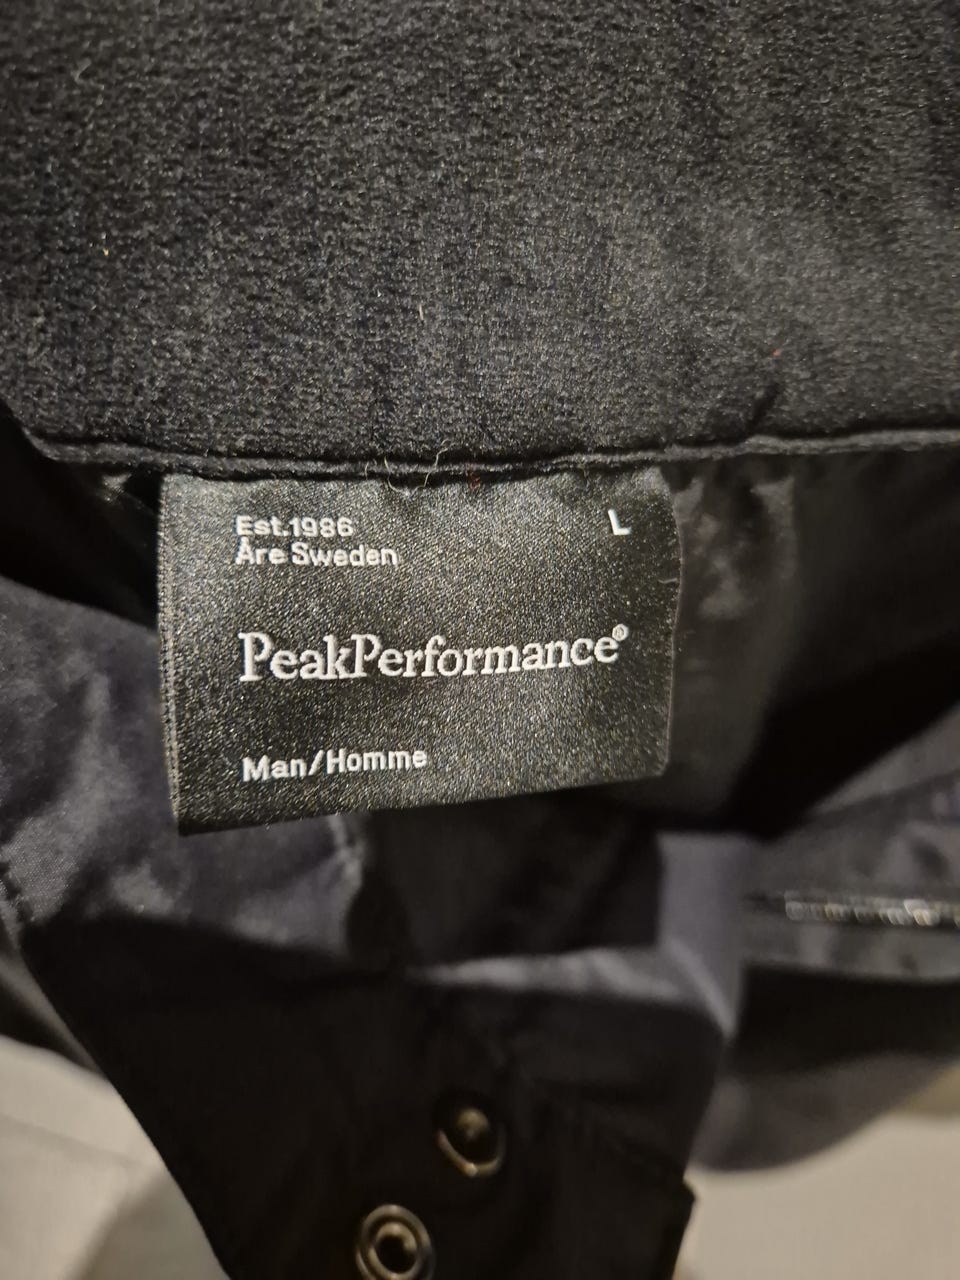 Est.1986
L
Åre Sweden
PeakPerformance®
Man/Homme